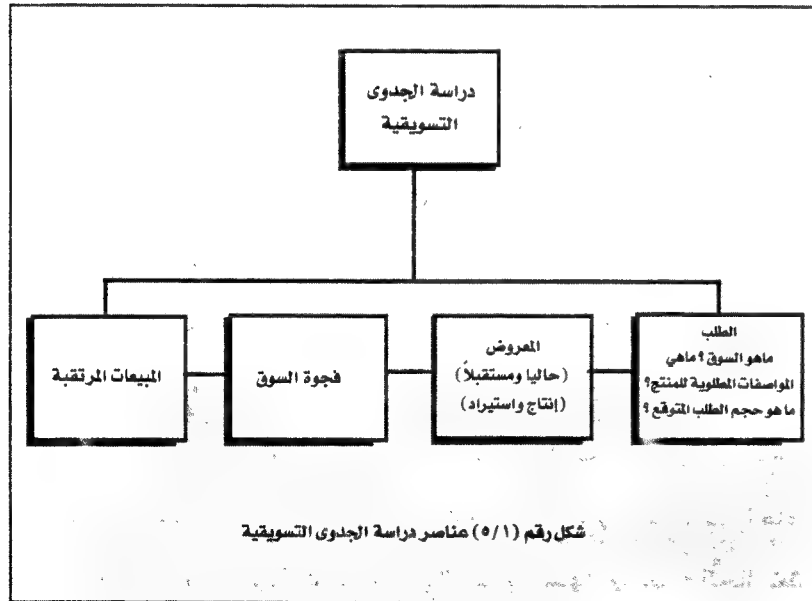 دراسة الجدوى
التسويقية
الطلب
ماهو السوق؟ ماهي
المواصفات المطلوبة للمنتج؟
ما هو حجم الطلب المتوقع؟
المعروض
(حاليا ومستقبلاً)
(إنتاج واستيراد)
فجوة السوق
المبيعات المرتقبة
شكل رقم (٥/١) عناصر دراسة الجدوى التسويقية